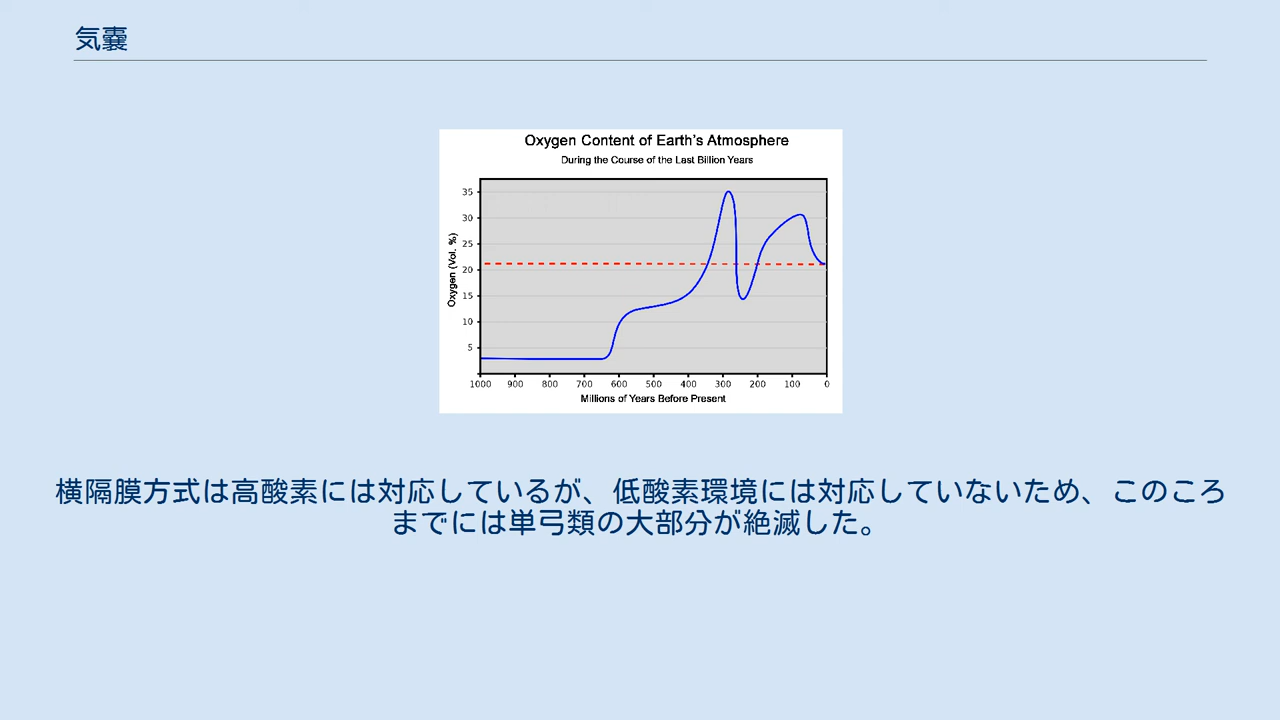 気嚢
Oxygen Content of Earth's Atmosphere
During the Course of the Last Billion Years
35
30
25
20
15
10
5
Oxygen (Vol. %)
1000 900 800 700 600 500 400 300 200 100 0
Millions of Years Before Present
横隔膜方式は高酸素には対応しているが、低酸素環境には対応していないため、このころ
までには単弓類の大部分が絶滅した。